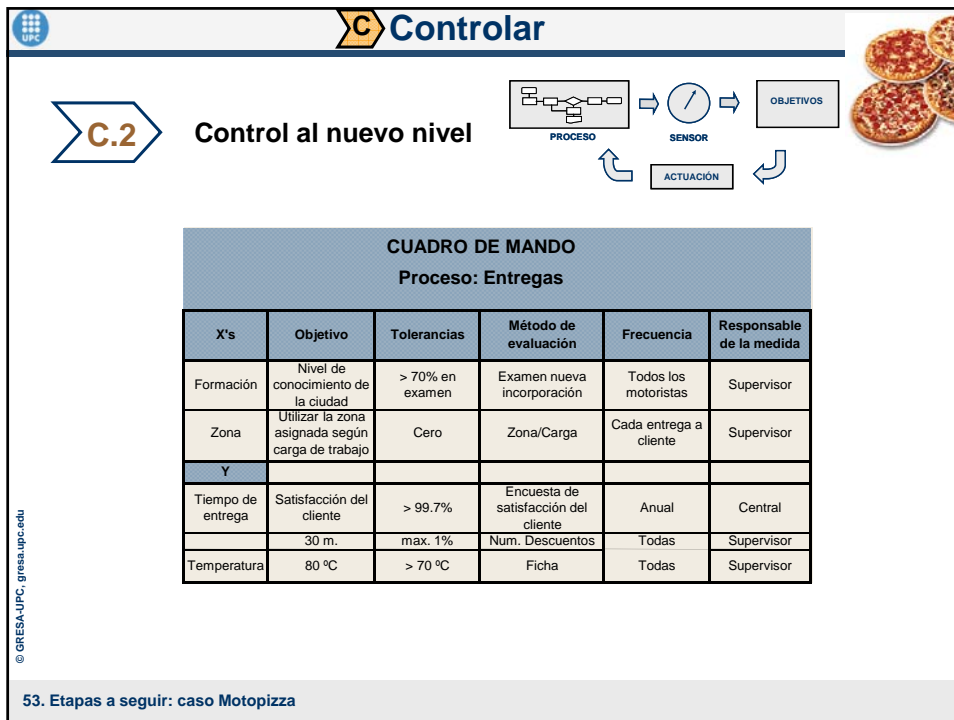 UPC
C Controlar
C.2
Control al nuevo nivel
PROCESO
SENSOR
OBJETIVOS
ACTUACIÓN
CUADRO DE MANDO
Proceso: Entregas
X's Objetivo Tolerancias Método de evaluación Frecuencia Responsable de la medida
Formación Nivel de conocimiento de la ciudad > 70% en examen Examen nueva incorporación Todos los motoristas Supervisor
Zona Utilizar la zona asignada según carga de trabajo Cero Zona/Carga Cada entrega a cliente Supervisor
Y
Tiempo de entrega Satisfacción del cliente > 99.7% Encuesta de satisfacción del cliente Anual Central
30 m. max. 1% Num. Descuentos Todas Supervisor
Temperatura 80 ºC > 70 ºC Ficha Todas Supervisor
© GRESA-UPC, gresa.upc.edu
53. Etapas a seguir: caso Motopizza